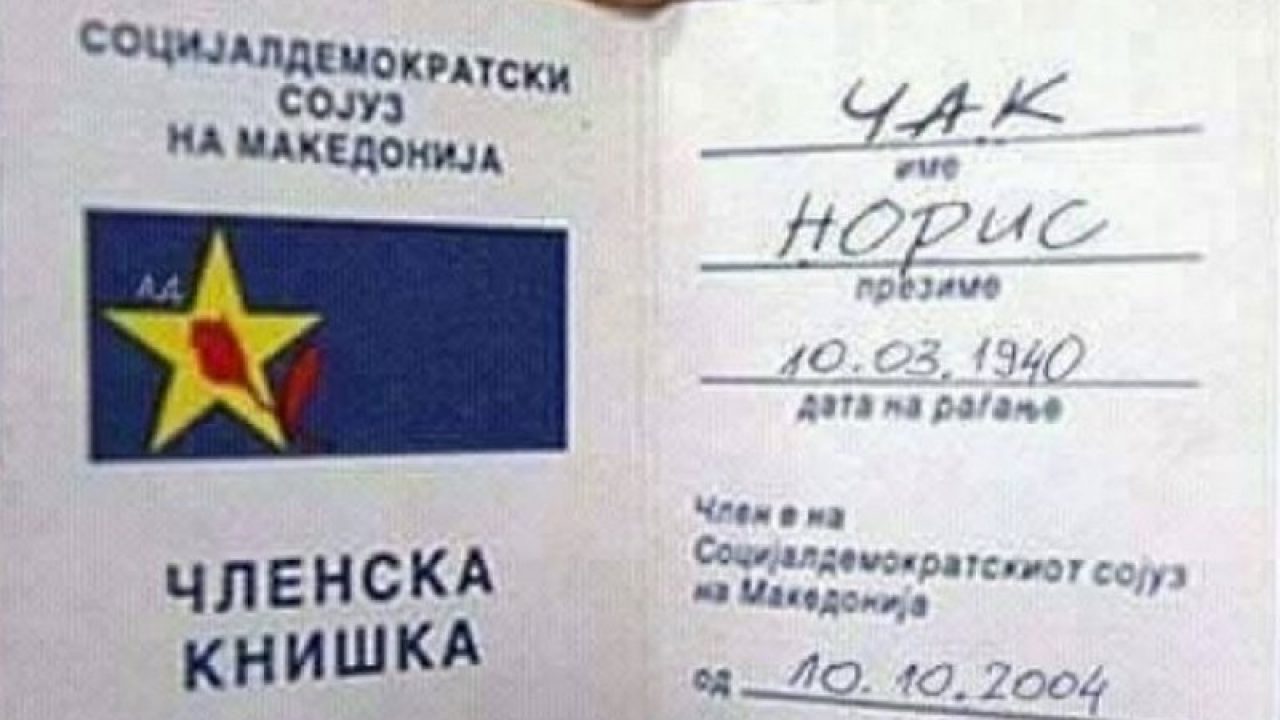 СОЦИЈАЛДЕМОКРАТСКИ
СОЈУЗ
НА МАКЕДОНИЈА
ЧЛЕНСКА
КНИШКА
ЧАК
име
НОРИС
презиме
10.03.1940
дата на раѓање
Член е на
Социјалдемократскиот сојуз
на Македонија
од 10.10.2004